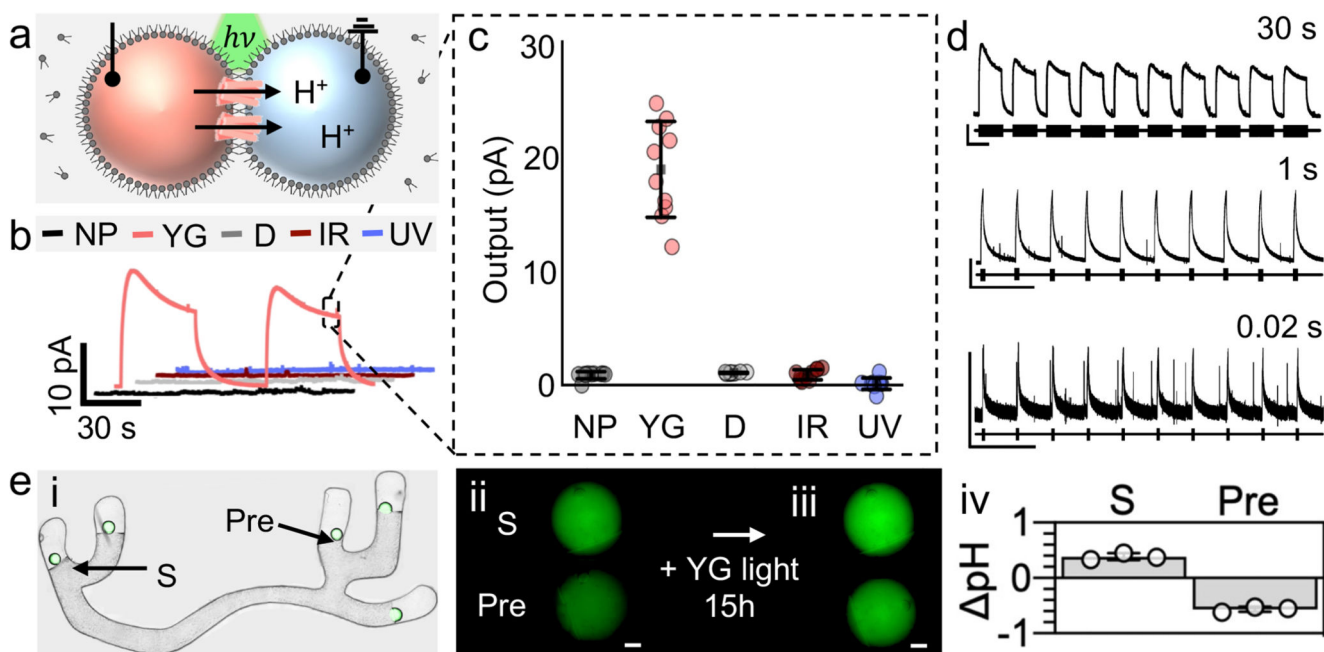 a
hν
H⁺
H⁺
b
NP YG D IR UV
10 pA
30 s
c
Output (pA)
30
20
10
0
NP YG D IR UV
d
30 s
1 s
0.02 s
e i
Pre
S
ii
S
Pre
+ YG light
15h
iii
iv
S Pre
ΔpH
1
0
-1